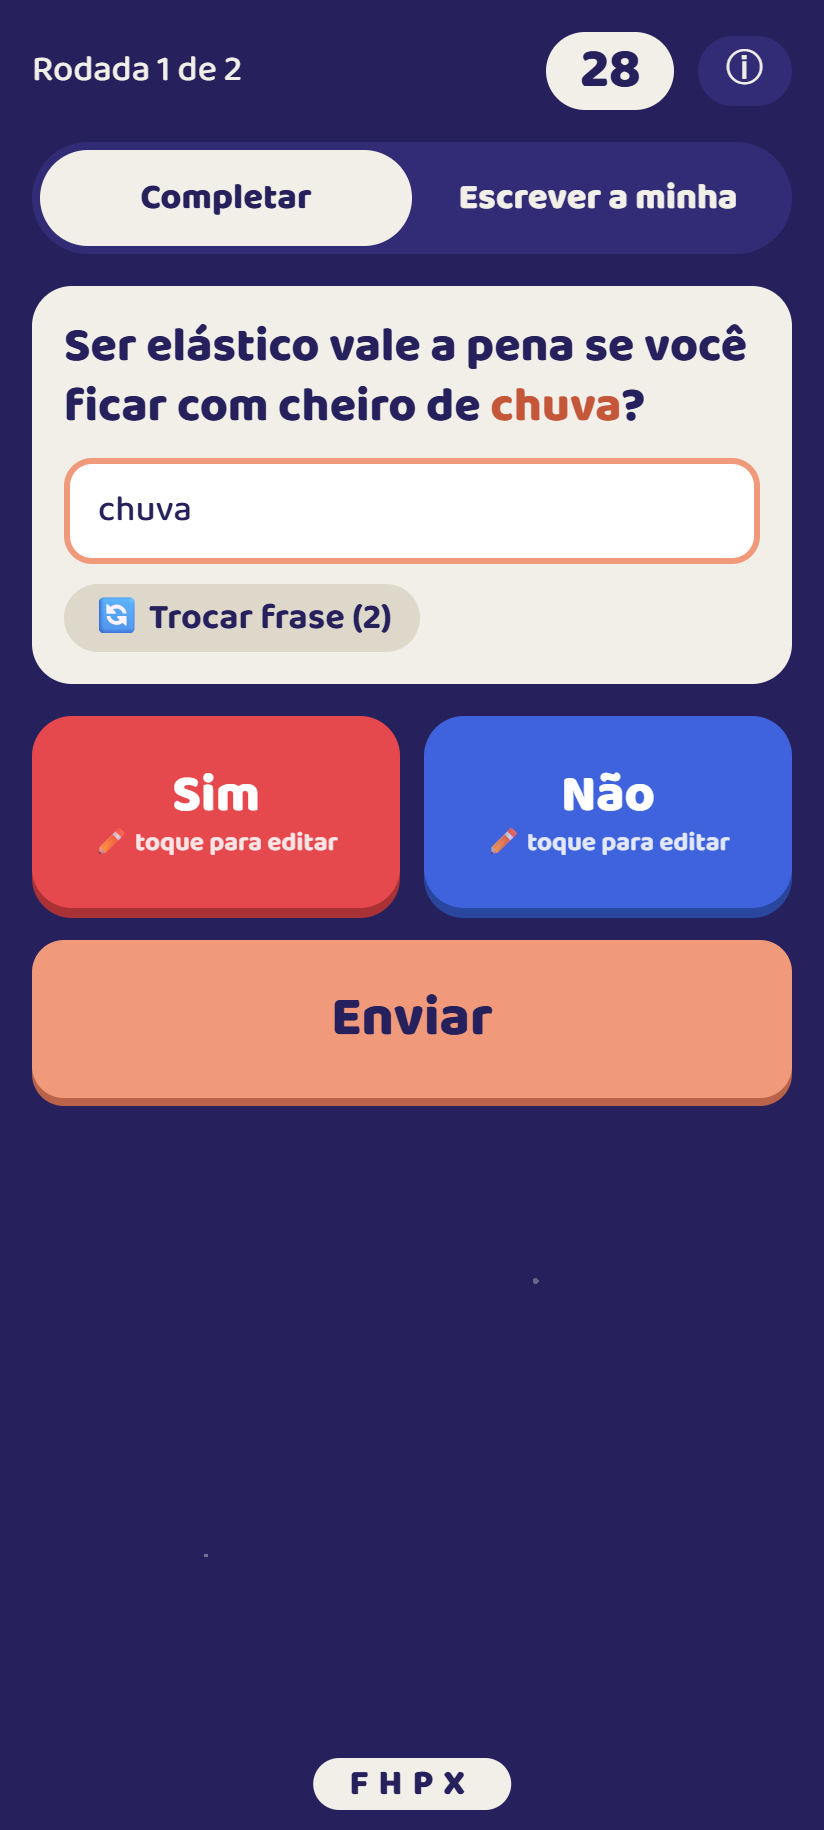 Rodada 1 de 2
28
Completar
Escrever a minha
Ser elástico vale a pena se você
ficar com cheiro de chuva?
chuva
Trocar frase (2)
Sim
toque para editar
Não
toque para editar
Enviar
FHPX